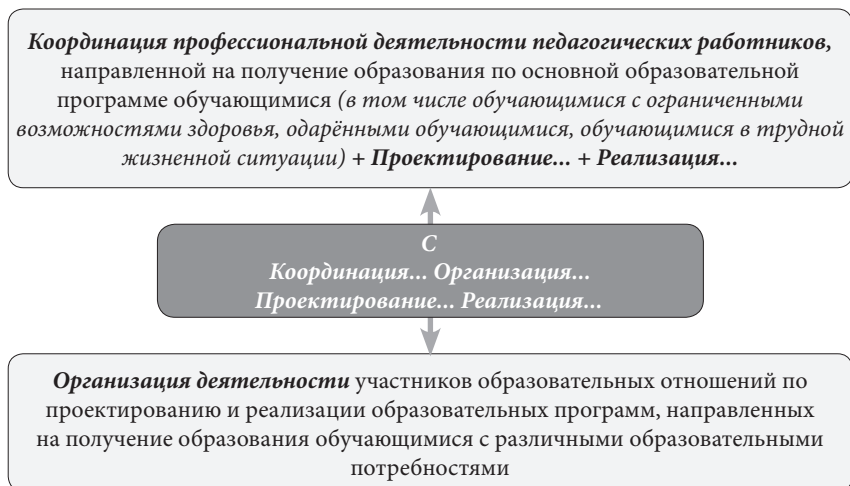 Координация профессиональной деятельности педагогических работников,
направленной на получение образования по основной образовательной
программе обучающимися (в том числе обучающимися с ограниченными
возможностями здоровья, одарёнными обучающимися, обучающимися в трудной
жизненной ситуации) + Проектирование... + Реализация...
С
Координация... Организация...
Проектирование... Реализация...
Организация деятельности участников образовательных отношений по
проектированию и реализации образовательных программ, направленных
на получение образования обучающимися с различными образовательными
потребностями